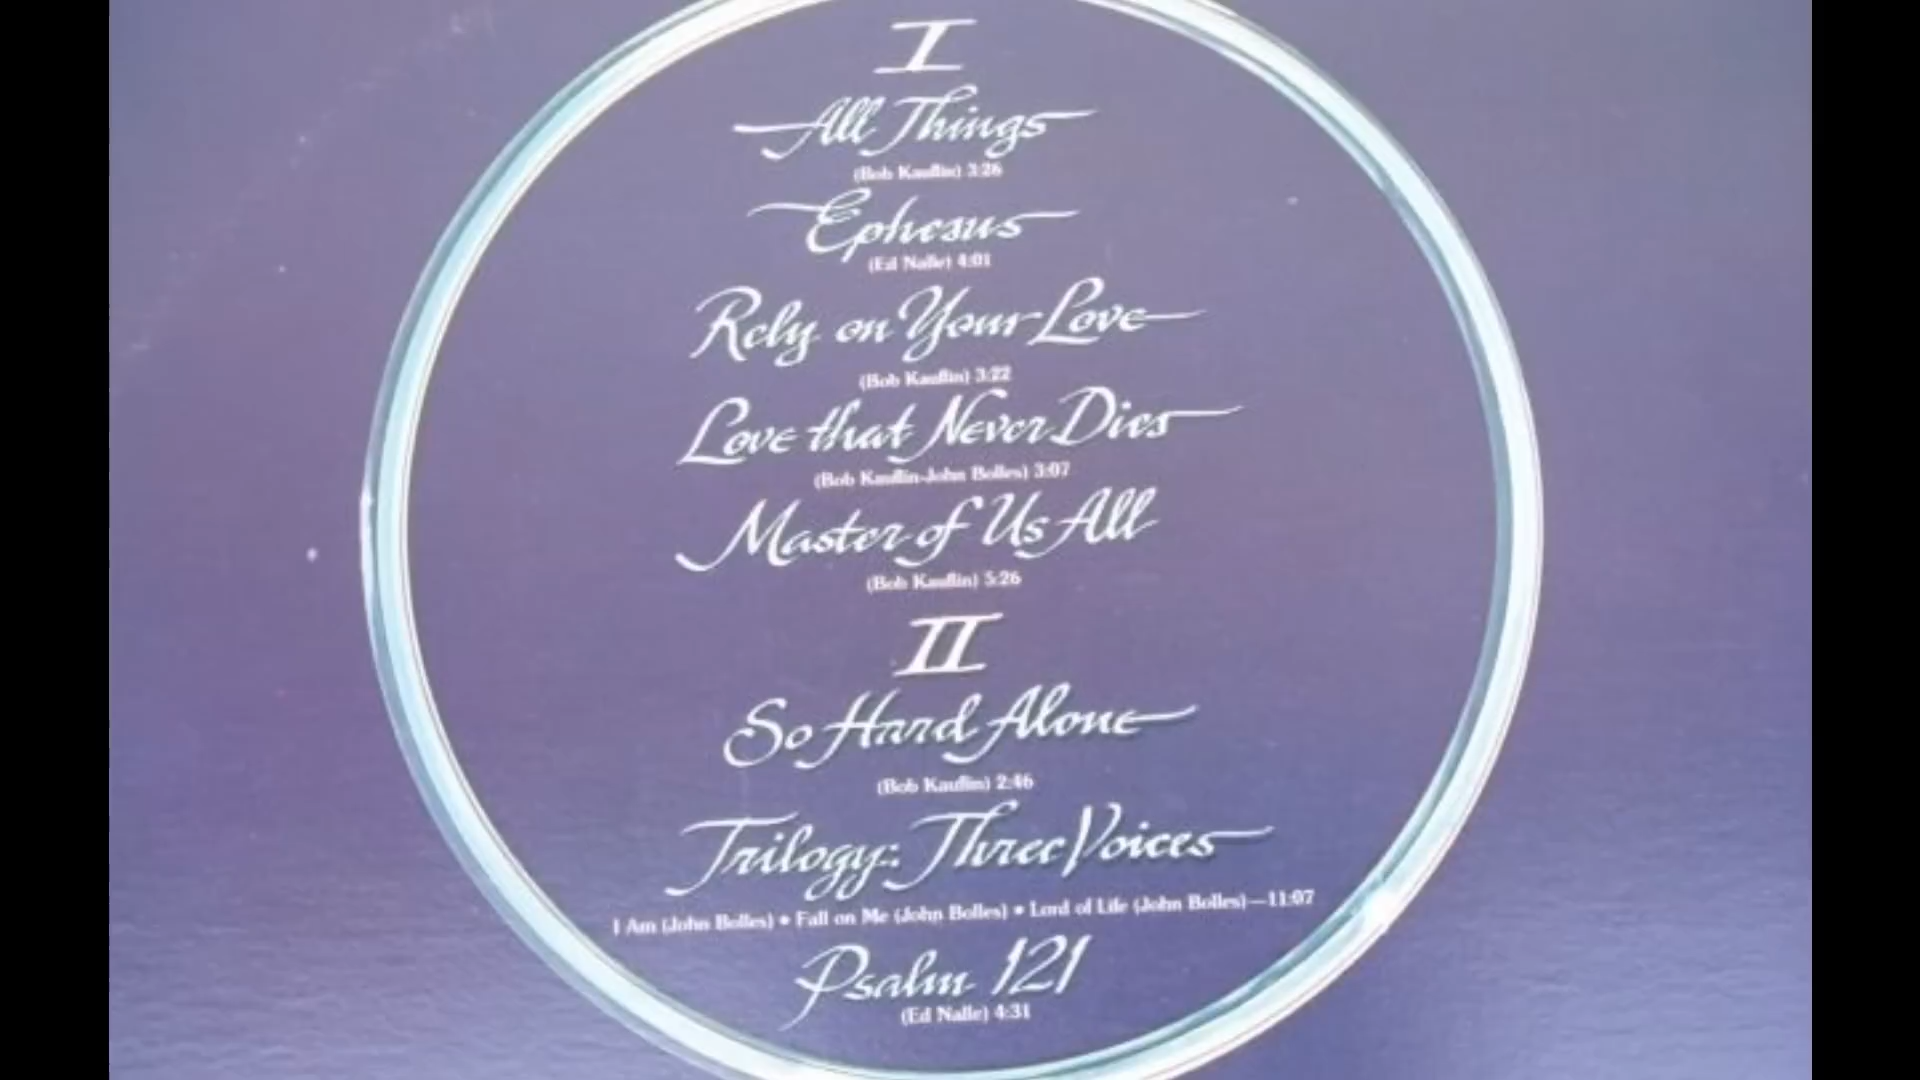 I
All Things
(Bob Kauflin) 3:26
Ephesus
(Ed Nalle) 4:01
Rely on Your Love
(Bob Kauflin) 3:22
Love that Never Dies
(Bob Kauflin-John Bolles) 3:07
Master of Us All
(Bob Kauflin) 5:26
II
So Hard Alone
(Bob Kauflin) 2:46
Trilogy: Three Voices
I Am (John Bolles) • Fall on Me (John Bolles) • Lord of Life (John Bolles)—11:07
Psalm 121
(Ed Nalle) 4:31